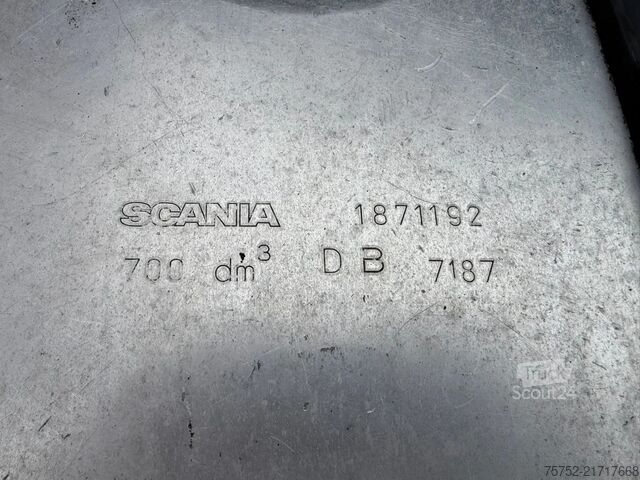 SCANIA 1871192
700 dm³ D B 7187
Truck
Scout24
75752-21717668